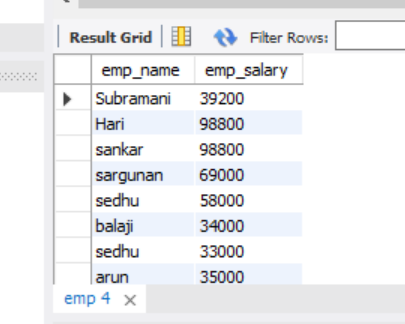 Result Grid Filter Rows:
emp_name emp_salary
Subramani 39200
Hari 98800
sankar 98800
sargunan 69000
sedhu 58000
balaji 34000
sedhu 33000
arun 35000
emp 4 ×